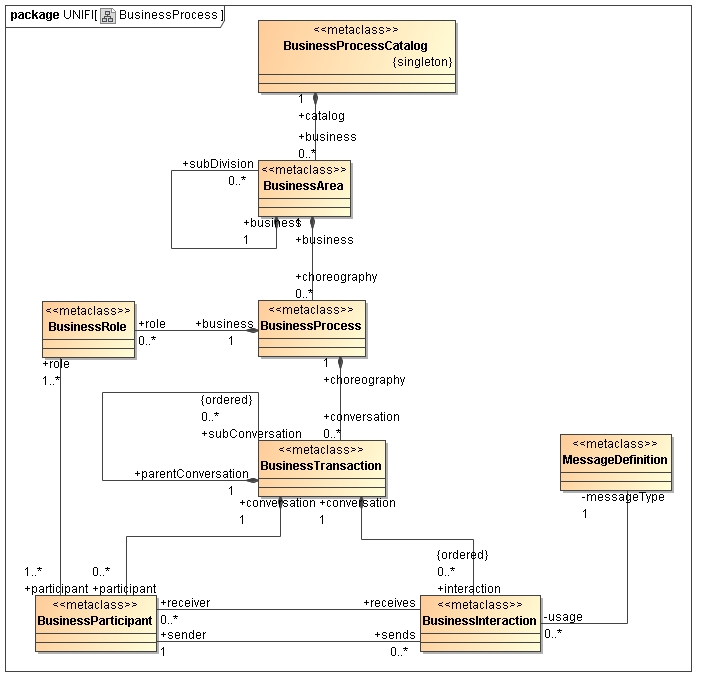 package UNIFI[ BusinessProcess ]
<<metaclass>>
BusinessProcessCatalog
{singleton}
1
+catalog
+business
0..*
<<metaclass>>
BusinessArea
+subDivision
0..*
+business
1
1
+business
+choreography
0..*
<<metaclass>>
BusinessRole
+role
0..*
+business
1
<<metaclass>>
BusinessProcess
+role
1..*
1
+choreography
{ordered}
0..*
+subConversation
+conversation
0..*
<<metaclass>>
BusinessTransaction
+parentConversation
1
<<metaclass>>
MessageDefinition
+conversation
1
+conversation
1
-messageType
1
{ordered}
0..*
+interaction
1..*
+participant
0..*
+participant
<<metaclass>>
BusinessParticipant
+receiver
0..*
+receives
+sender
1
+sends
0..*
<<metaclass>>
BusinessInteraction
-usage
0..*